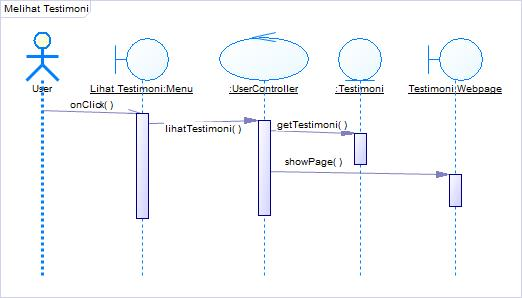 Melihat Testimoni
User
Lihat Testimoni:Menu
:UserController
:Testimoni
Testimoni:Webpage
onClick( )
lihatTestimoni( )
getTestimoni( )
showPage( )